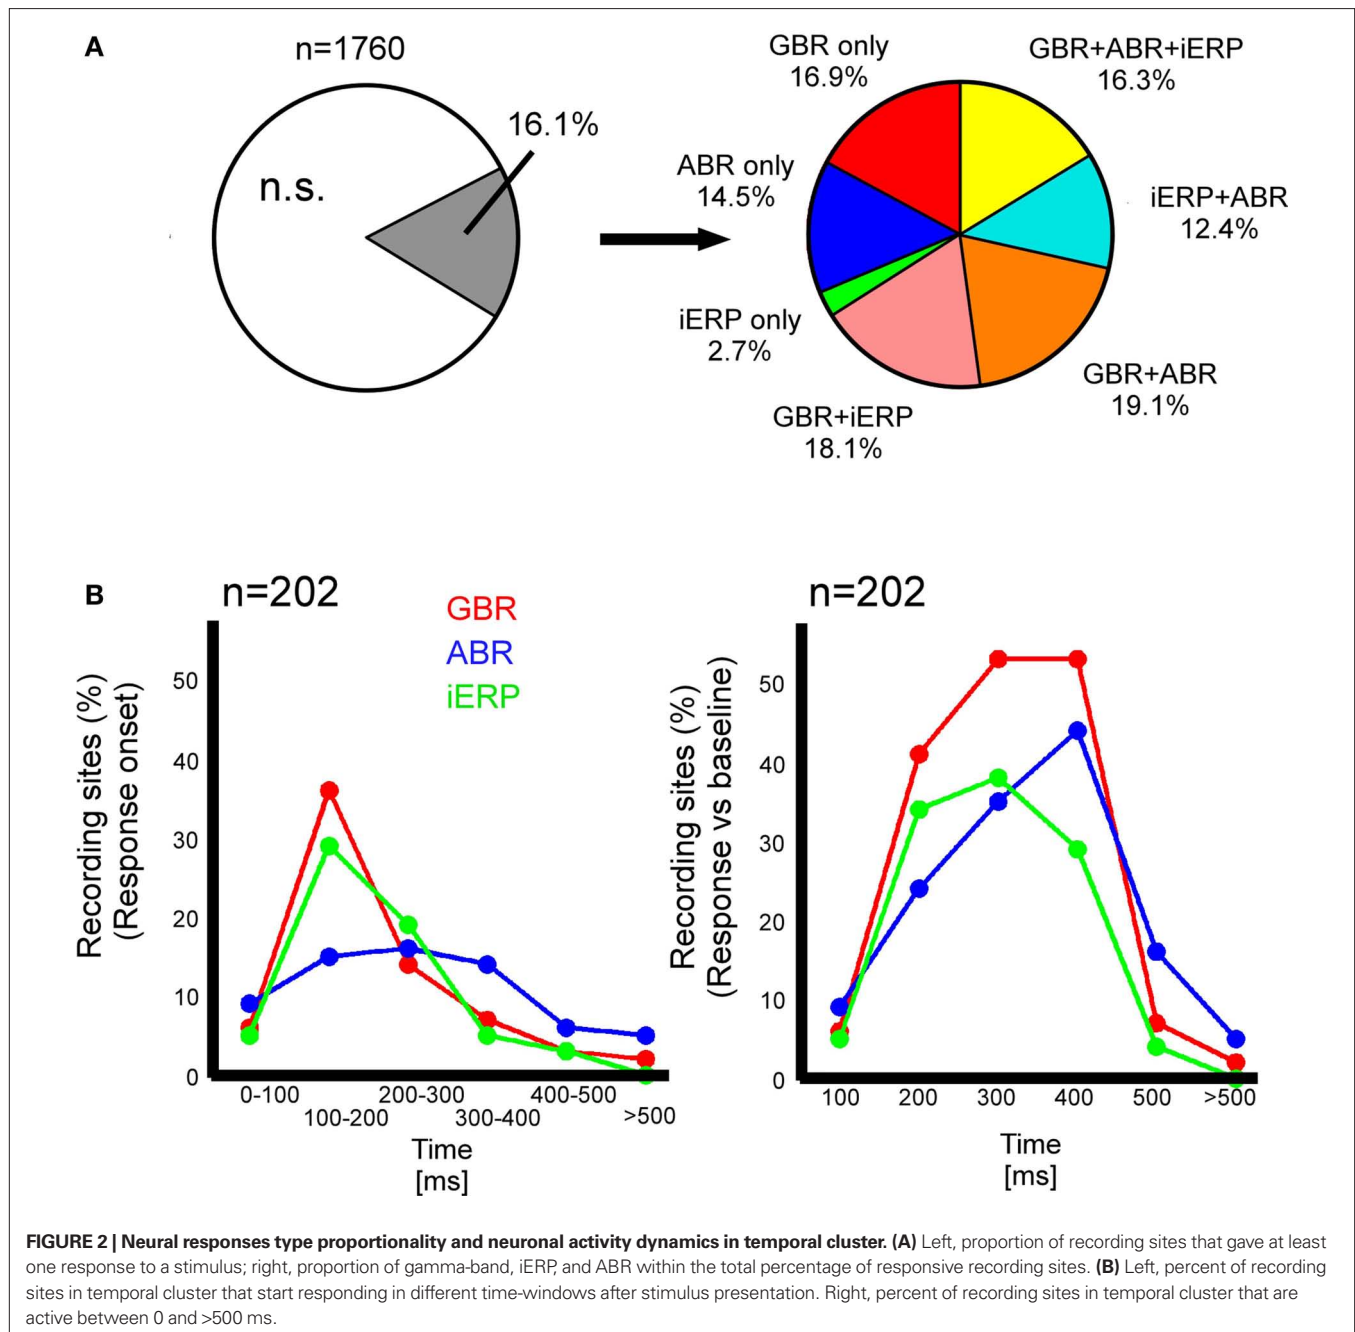 A
n=1760
16.1%
n.s.
GBR only
16.9%
GBR+ABR+iERP
16.3%
ABR only
14.5%
iERP+ABR
12.4%
iERP only
2.7%
GBR+ABR
19.1%
GBR+iERP
18.1%
B
n=202
GBR
ABR
iERP
Recording sites (%)
(Response onset)
50
40
30
20
10
0
0-100
100-200
200-300
300-400
400-500
>500
Time
[ms]
n=202
Recording sites (%)
(Response vs baseline)
50
40
30
20
10
0
100
200
300
400
500
>500
Time
[ms]
FIGURE 2 | Neural responses type proportionality and neuronal activity dynamics in temporal cluster. (A) Left, proportion of recording sites that gave at least
one response to a stimulus; right, proportion of gamma-band, iERP, and ABR within the total percentage of responsive recording sites. (B) Left, percent of recording
sites in temporal cluster that start responding in different time-windows after stimulus presentation. Right, percent of recording sites in temporal cluster that are
active between 0 and >500 ms.